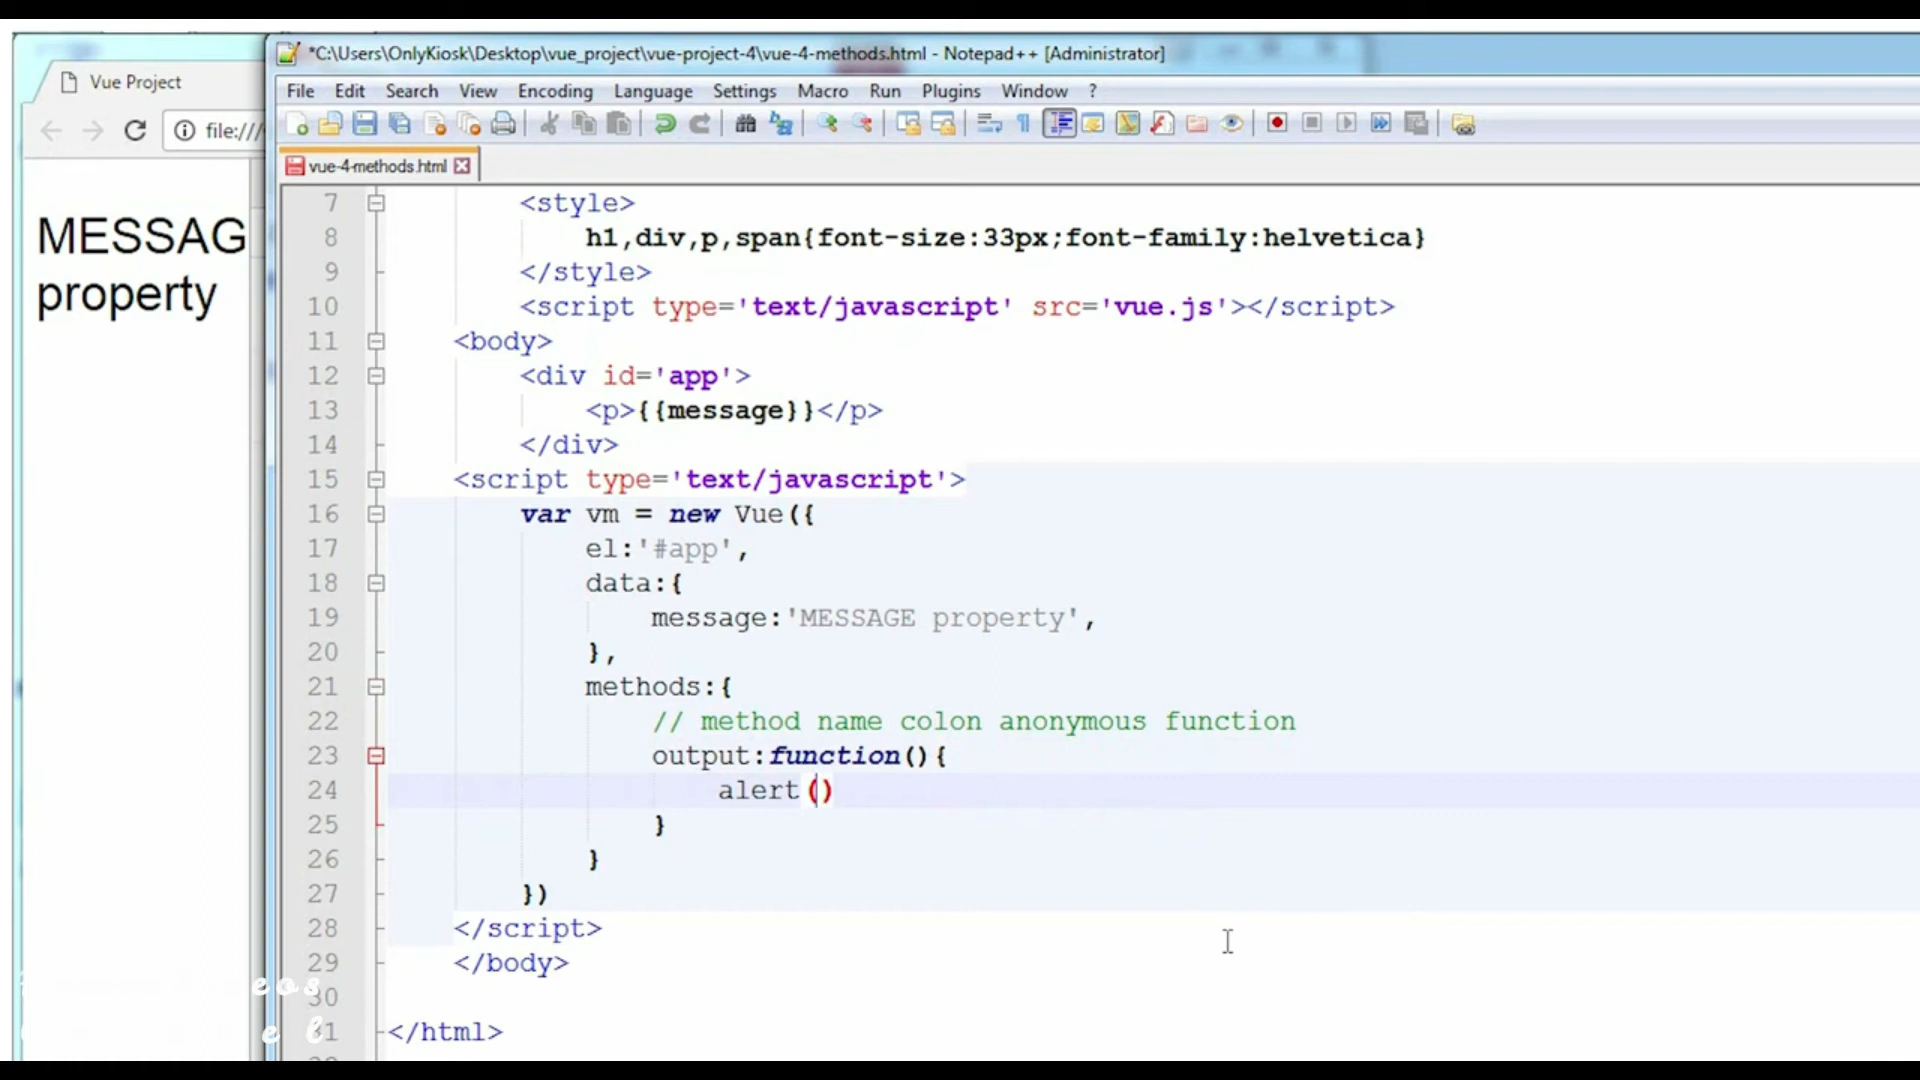 *C:\Users\OnlyKiosk\Desktop\vue_project\vue-project-4\vue-4-methods.html - Notepad++ [Administrator]
Vue Project
File Edit Search View Encoding Language Settings Macro Run Plugins Window ?
file:///
vue-4-methods.html
MESSAG
property
7 <style>
8 h1,div,p,span{font-size:33px;font-family:helvetica}
9 </style>
10 <script type='text/javascript' src='vue.js'></script>
11 <body>
12 <div id='app'>
13 <p>{{message}}</p>
14 </div>
15 <script type='text/javascript'>
16 var vm = new Vue({
17 el:'#app',
18 data:{
19 message:'MESSAGE property',
20 },
21 methods:{
22 // method name colon anonymous function
23 output:function(){
24 alert()
25 }
26 }
27 })
28 </script>
29 </body>
30
31 </html>